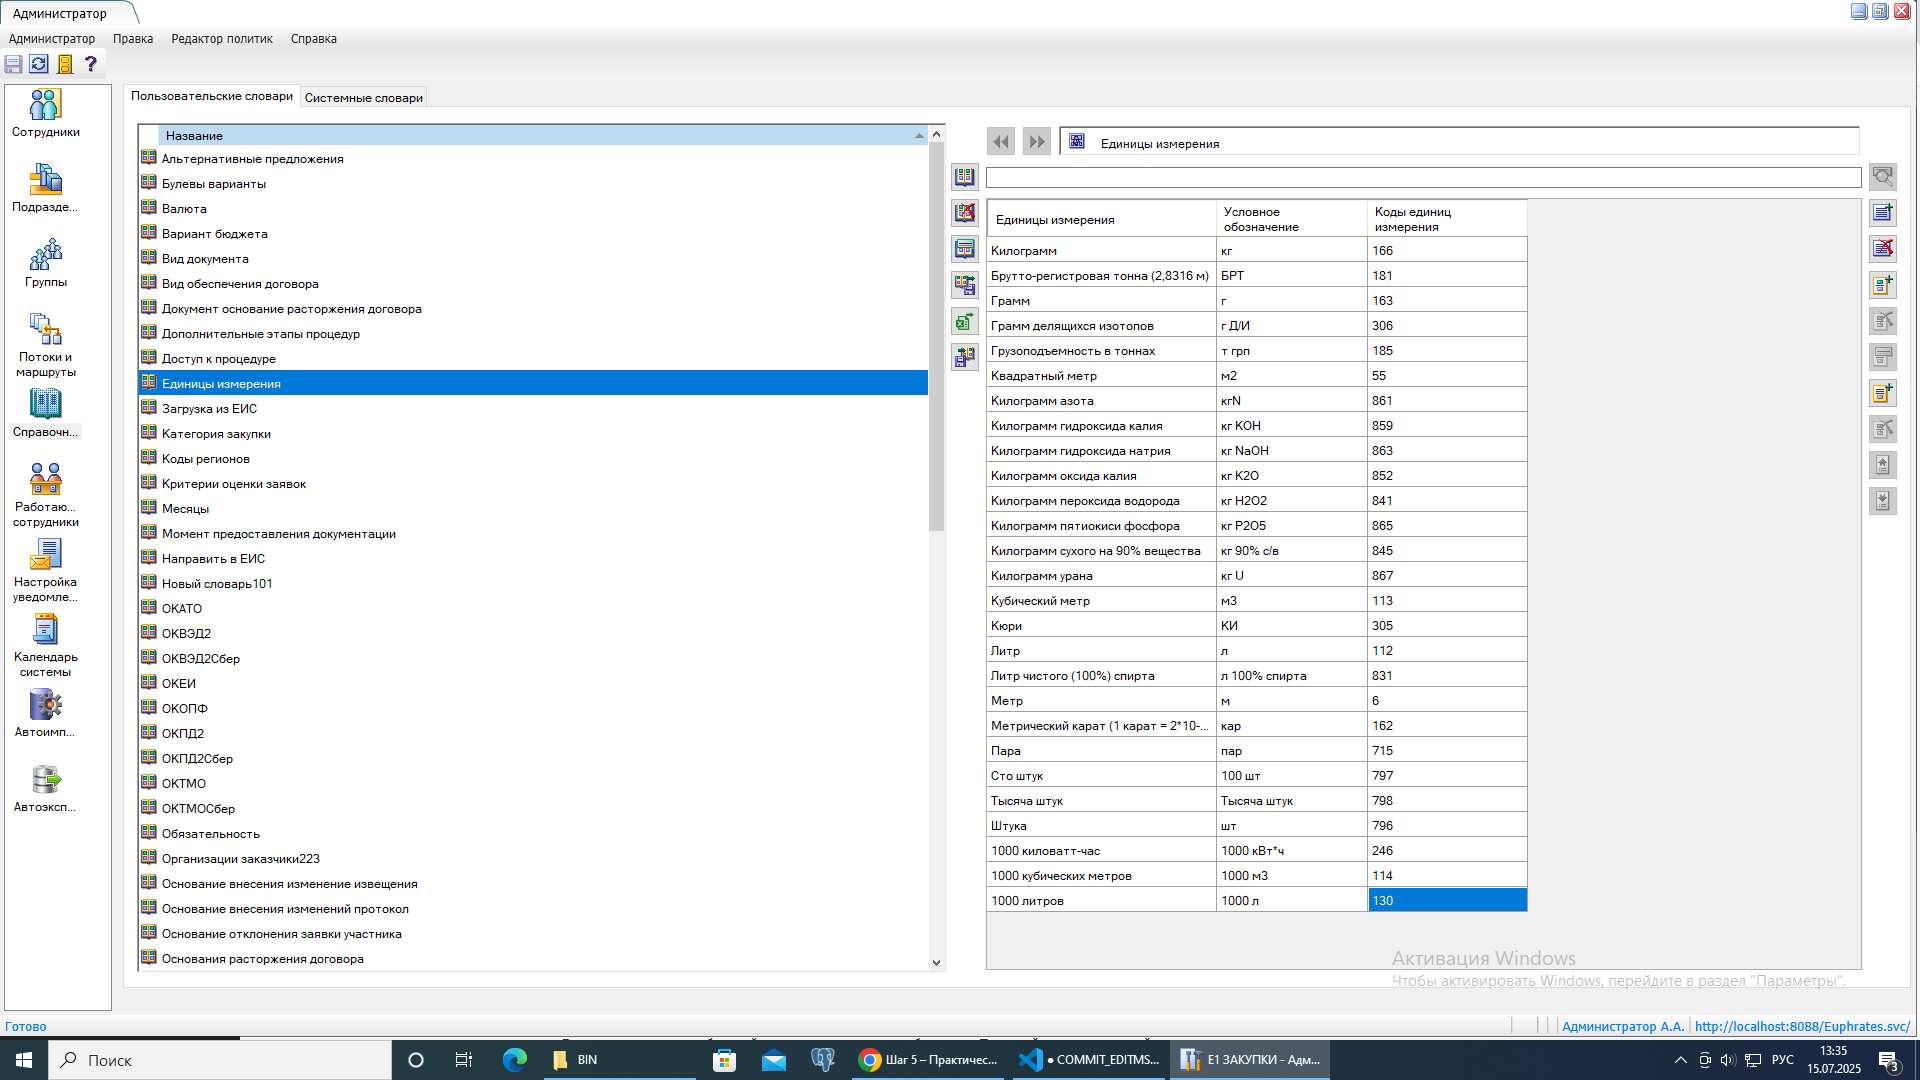 Администратор
Администратор Правка Редактор политик Справка
Сотрудники
Подразде...
Группы
Потоки и
маршруты
Справочн...
Работаю...
сотрудники
Настройка
уведомле...
Календарь
системы
Автоимп...
Автоэксп...
Пользовательские словари Системные словари
Название
Альтернативные предложения
Булевы варианты
Валюта
Вариант бюджета
Вид документа
Вид обеспечения договора
Документ основание расторжения договора
Дополнительные этапы процедур
Доступ к процедуре
Единицы измерения
Загрузка из ЕИС
Категория закупки
Коды регионов
Критерии оценки заявок
Месяцы
Момент предоставления документации
Направить в ЕИС
Новый словарь101
ОКАТО
ОКВЭД2
ОКВЭД2Сбер
ОКЕИ
ОКОПФ
ОКПД2
ОКПД2Сбер
ОКТМО
ОКТМОСбер
Обязательность
Организации заказчики223
Основание внесения изменение извещения
Основание внесения изменений протокол
Основание отклонения заявки участника
Основания расторжения договора
Единицы измерения
Единицы измерения Условное обозначение Коды единиц измерения
Килограмм кг 166
Брутто-регистровая тонна (2,8316 м) БРТ 181
Грамм г 163
Грамм делящихся изотопов г Д/И 306
Грузоподъемность в тоннах т грп 185
Квадратный метр м2 55
Килограмм азота кгN 861
Килограмм гидроксида калия кг KOH 859
Килограмм гидроксида натрия кг NaOH 863
Килограмм оксида калия кг K2O 852
Килограмм пероксида водорода кг H2O2 841
Килограмм пятиокиси фосфора кг P2O5 865
Килограмм сухого на 90% вещества кг 90% с/в 845
Килограмм урана кг U 867
Кубический метр м3 113
Кюри КИ 305
Литр л 112
Литр чистого (100%) спирта л 100% спирта 831
Метр м 6
Метрический карат (1 карат = 2*10-... кар 162
Пара пар 715
Сто штук 100 шт 797
Тысяча штук Тысяча штук 798
Штука шт 796
1000 киловатт-час 1000 кВт*ч 246
1000 кубических метров 1000 м3 114
1000 литров 1000 л 130
Активация Windows
Чтобы активировать Windows, перейдите в раздел "Параметры".
Готово
Администратор А.А. http://localhost:8088/Euphrates.svc/
Поиск
BIN
Шаг 5 – Практичес...
● COMMIT_EDITMS...
E1 ЗАКУПКИ - Адм...
РУС
13:35
15.07.2025
3